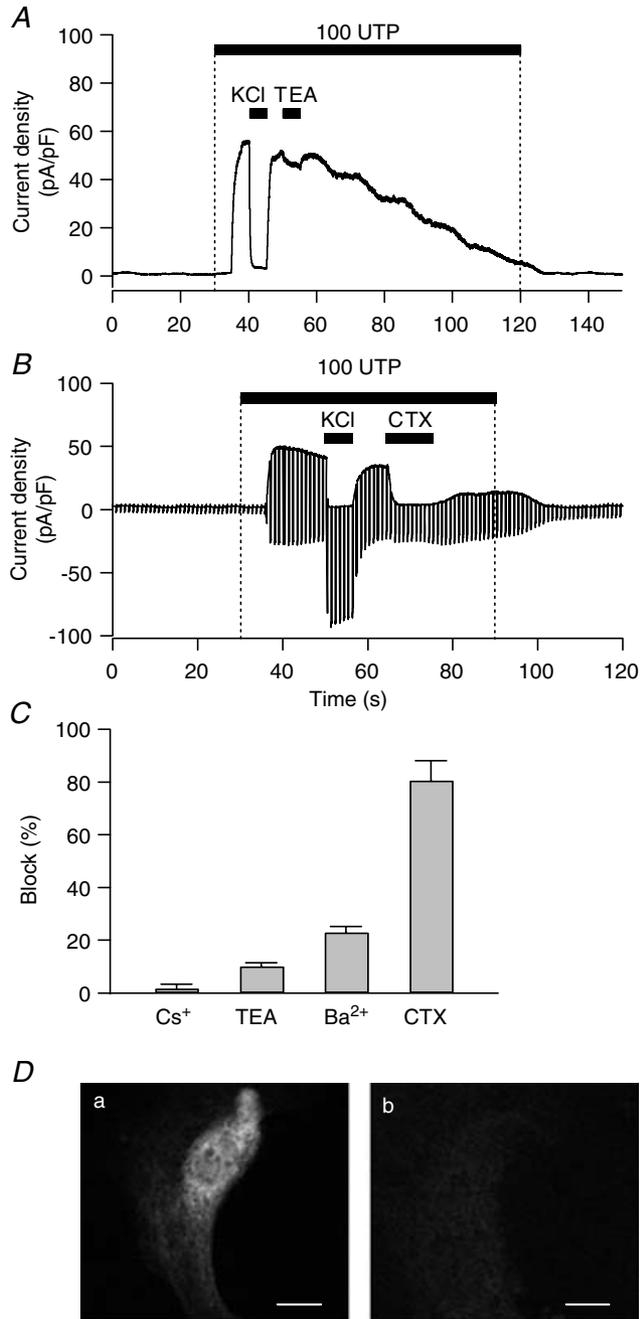 A
100 UTP
KCl TEA
Current density
(pA/pF)
100
80
60
40
20
0
0 20 40 60 80 100 120 140
B
100 UTP
KCl CTX
Current density
(pA/pF)
100
50
0
-50
-100
0 20 40 60 80 100 120
Time (s)
C
Block (%)
100
80
60
40
20
0
Cs⁺ TEA Ba²⁺ CTX
D
a b